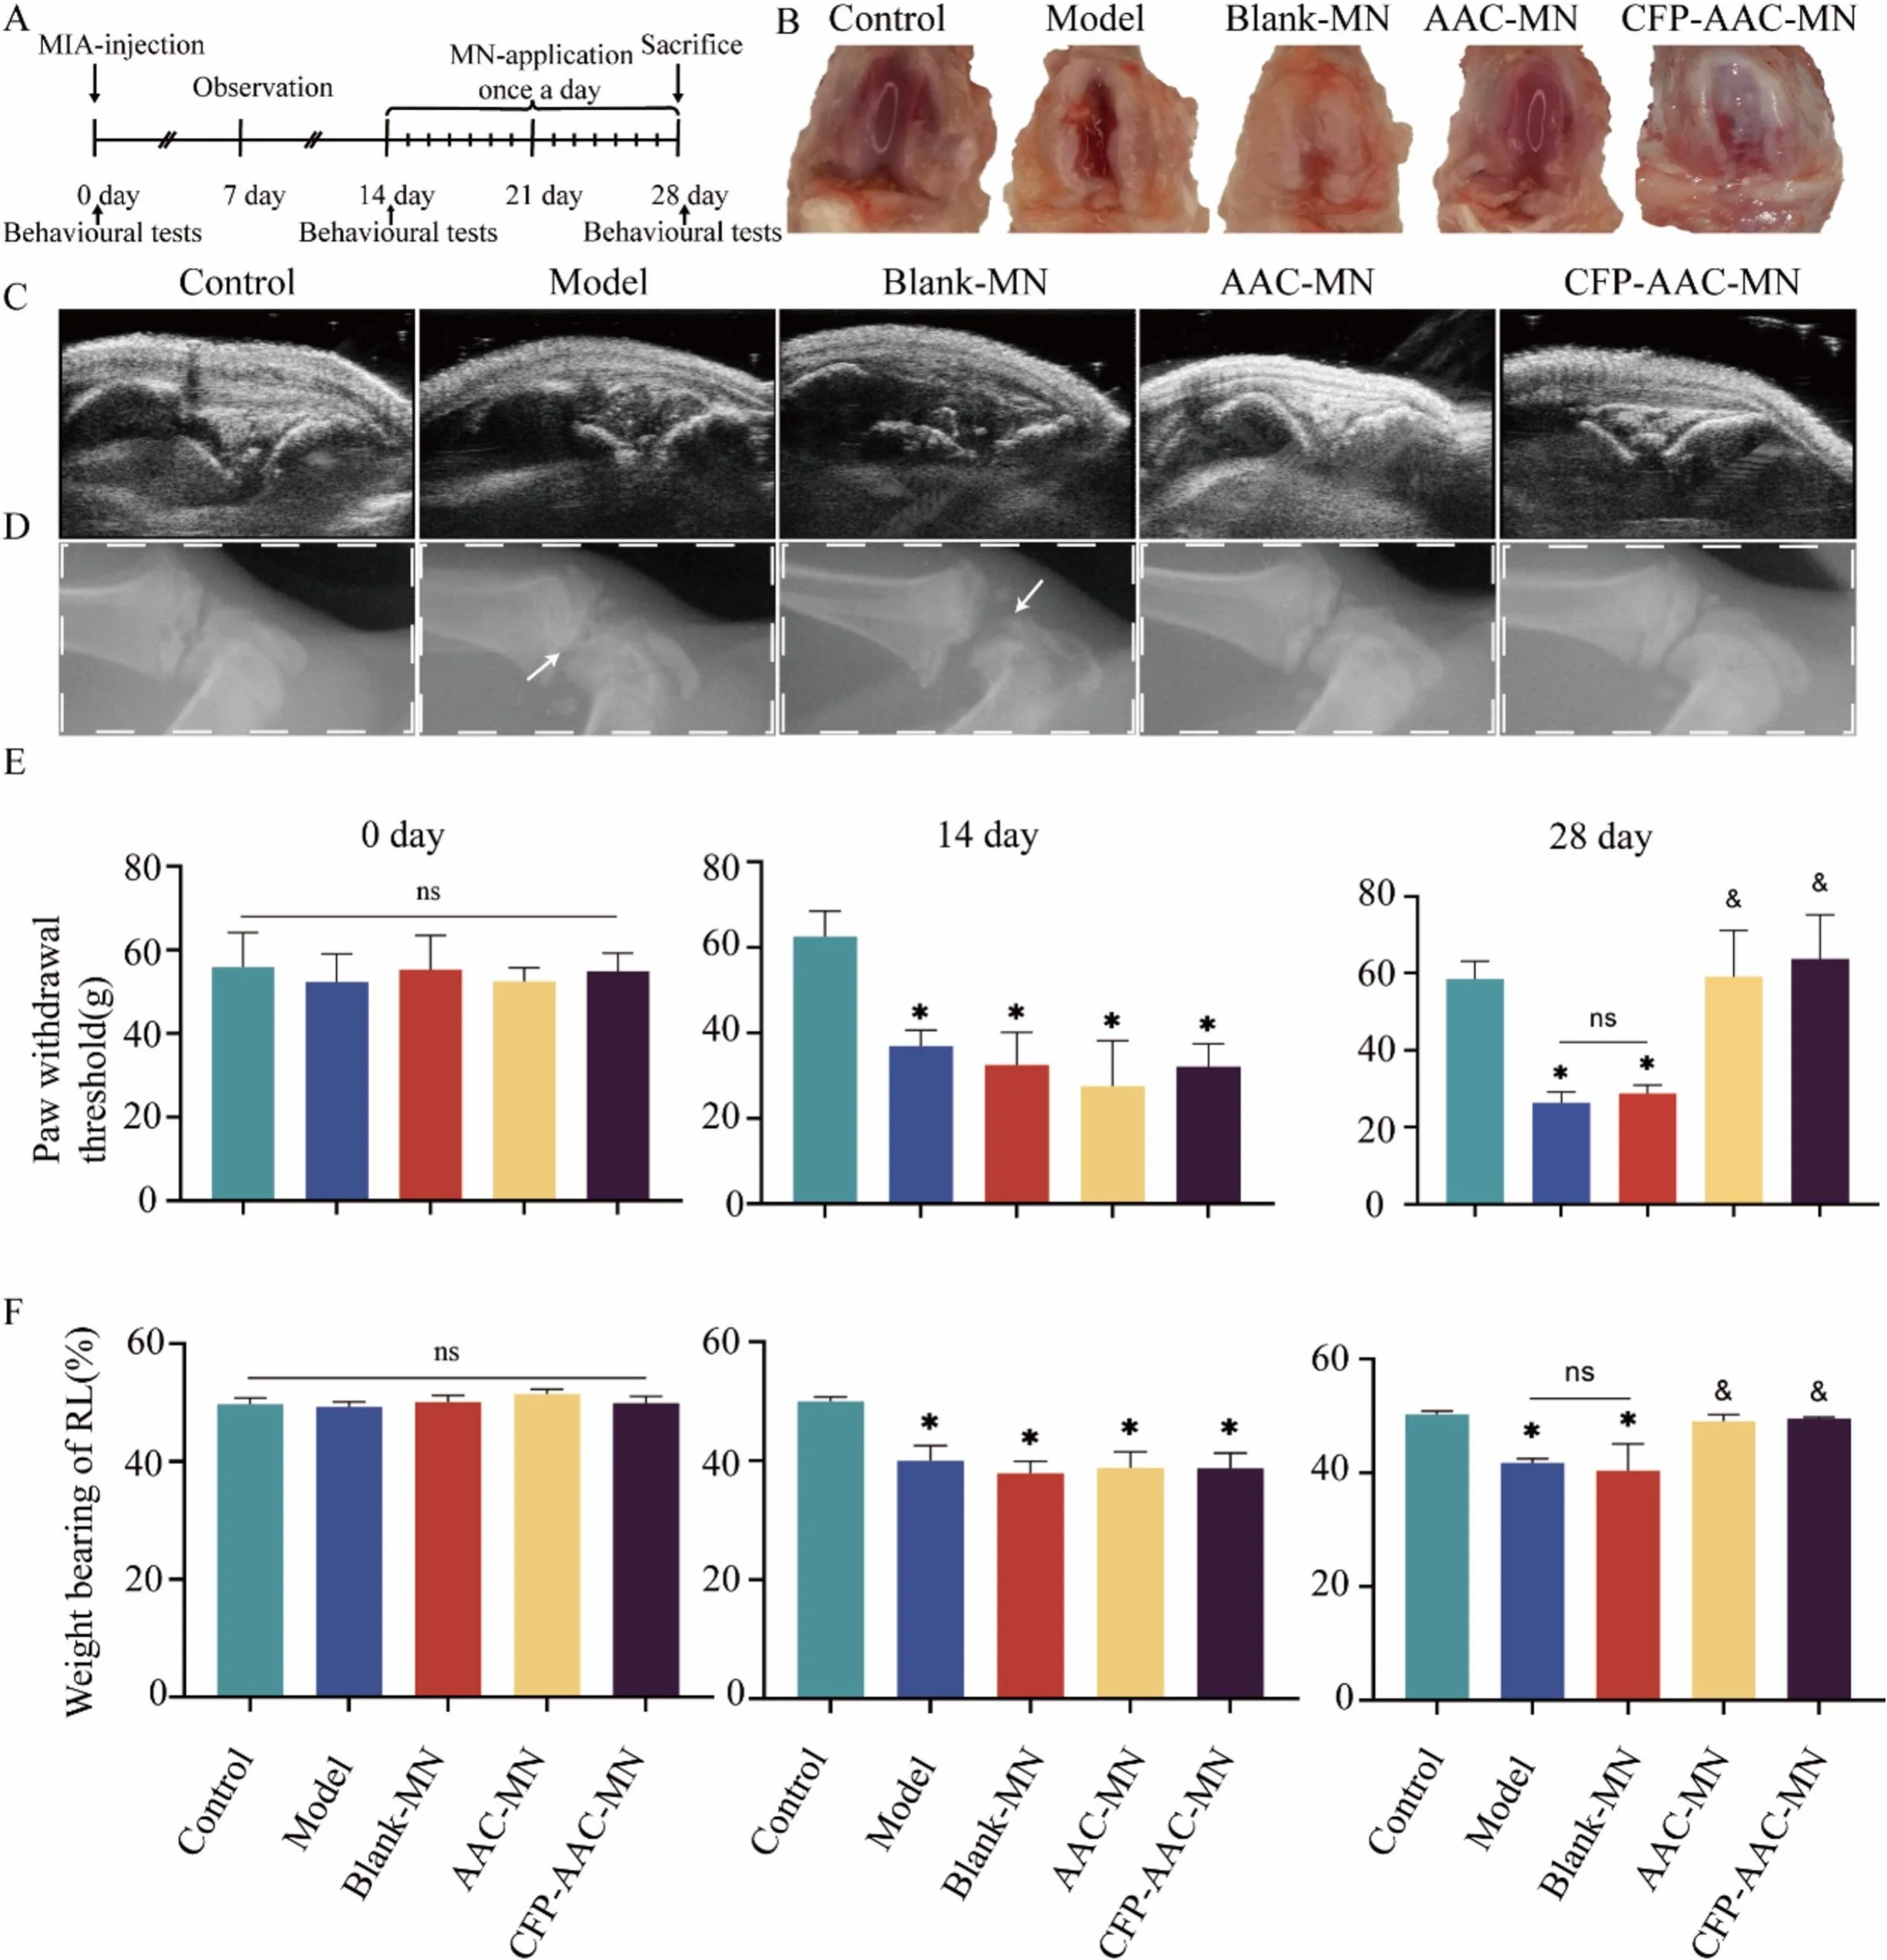 A
MIA-injection
Observation
MN-application
once a day
Sacrifice
0 day
7 day
14 day
21 day
28 day
Behavioural tests
Behavioural tests
Behavioural tests
B
Control
Model
Blank-MN
AAC-MN
CFP-AAC-MN
C
Control
Model
Blank-MN
AAC-MN
CFP-AAC-MN
D
E
Paw withdrawal
threshold(g)
0 day
80
60
40
20
0
ns
14 day
80
60
40
20
0
*
*
*
*
28 day
80
60
40
20
0
*
*
ns
&
&
F
Weight bearing of RL(%)
60
40
20
0
ns
Control
Model
Blank-MN
AAC-MN
CFP-AAC-MN
60
40
20
0
*
*
*
*
Control
Model
Blank-MN
AAC-MN
CFP-AAC-MN
60
40
20
0
*
*
ns
&
&
Control
Model
Blank-MN
AAC-MN
CFP-AAC-MN